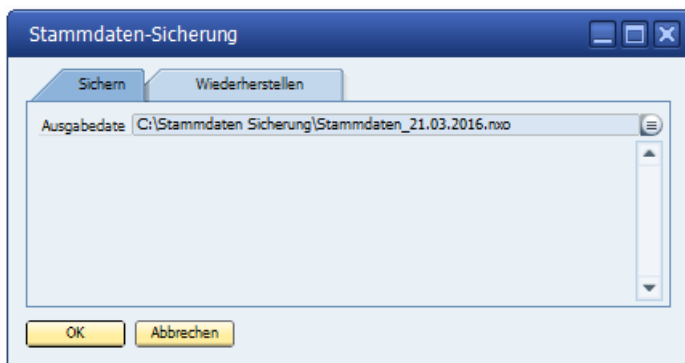 Stammdaten-Sicherung
Sichern Wiederherstellen
Ausgabedate C:\Stammdaten Sicherung\Stammdaten_21.03.2016.nxo
OK Abbrechen